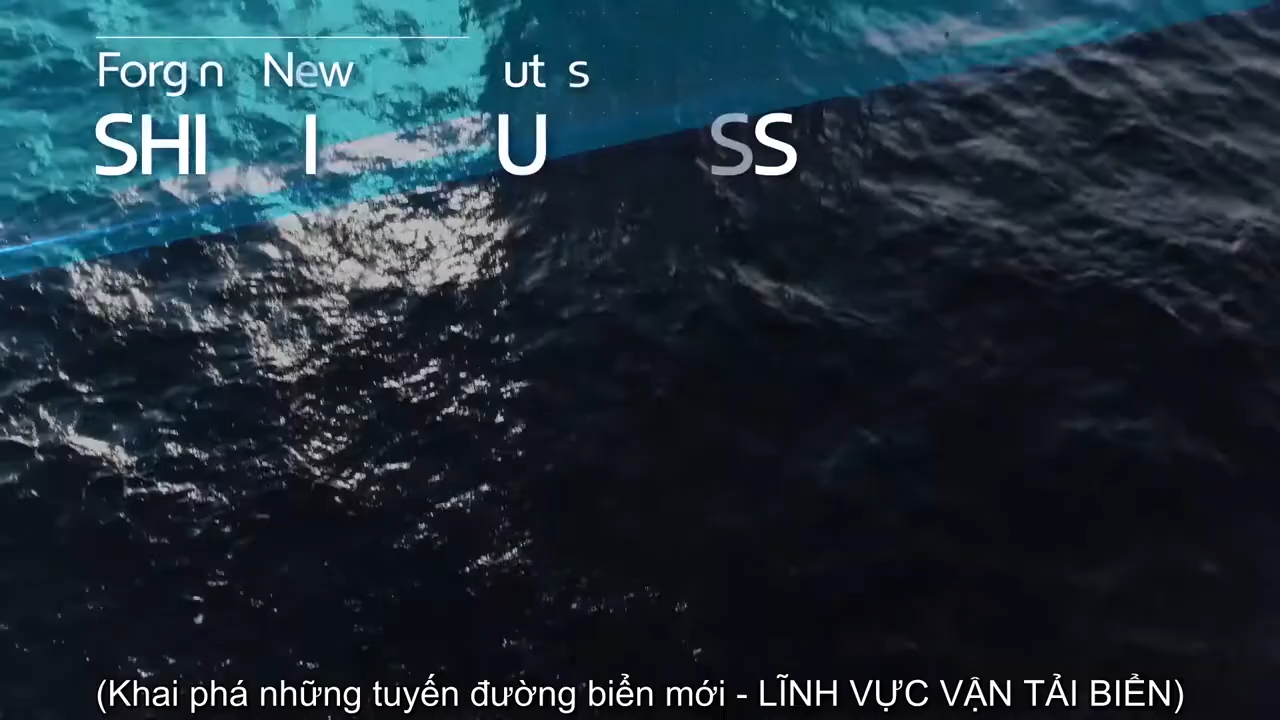 Forg n New ut s
SHI I U SS
(Khai phá những tuyến đường biển mới - LĨNH VỰC VẬN TẢI BIỂN)